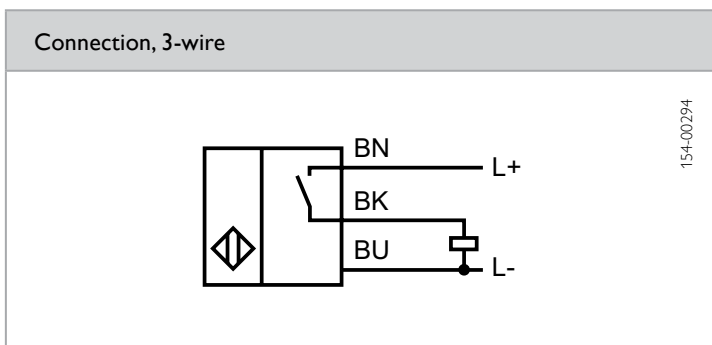 Connection, 3-wire
154-00294
BN
L+
BK
BU
L-